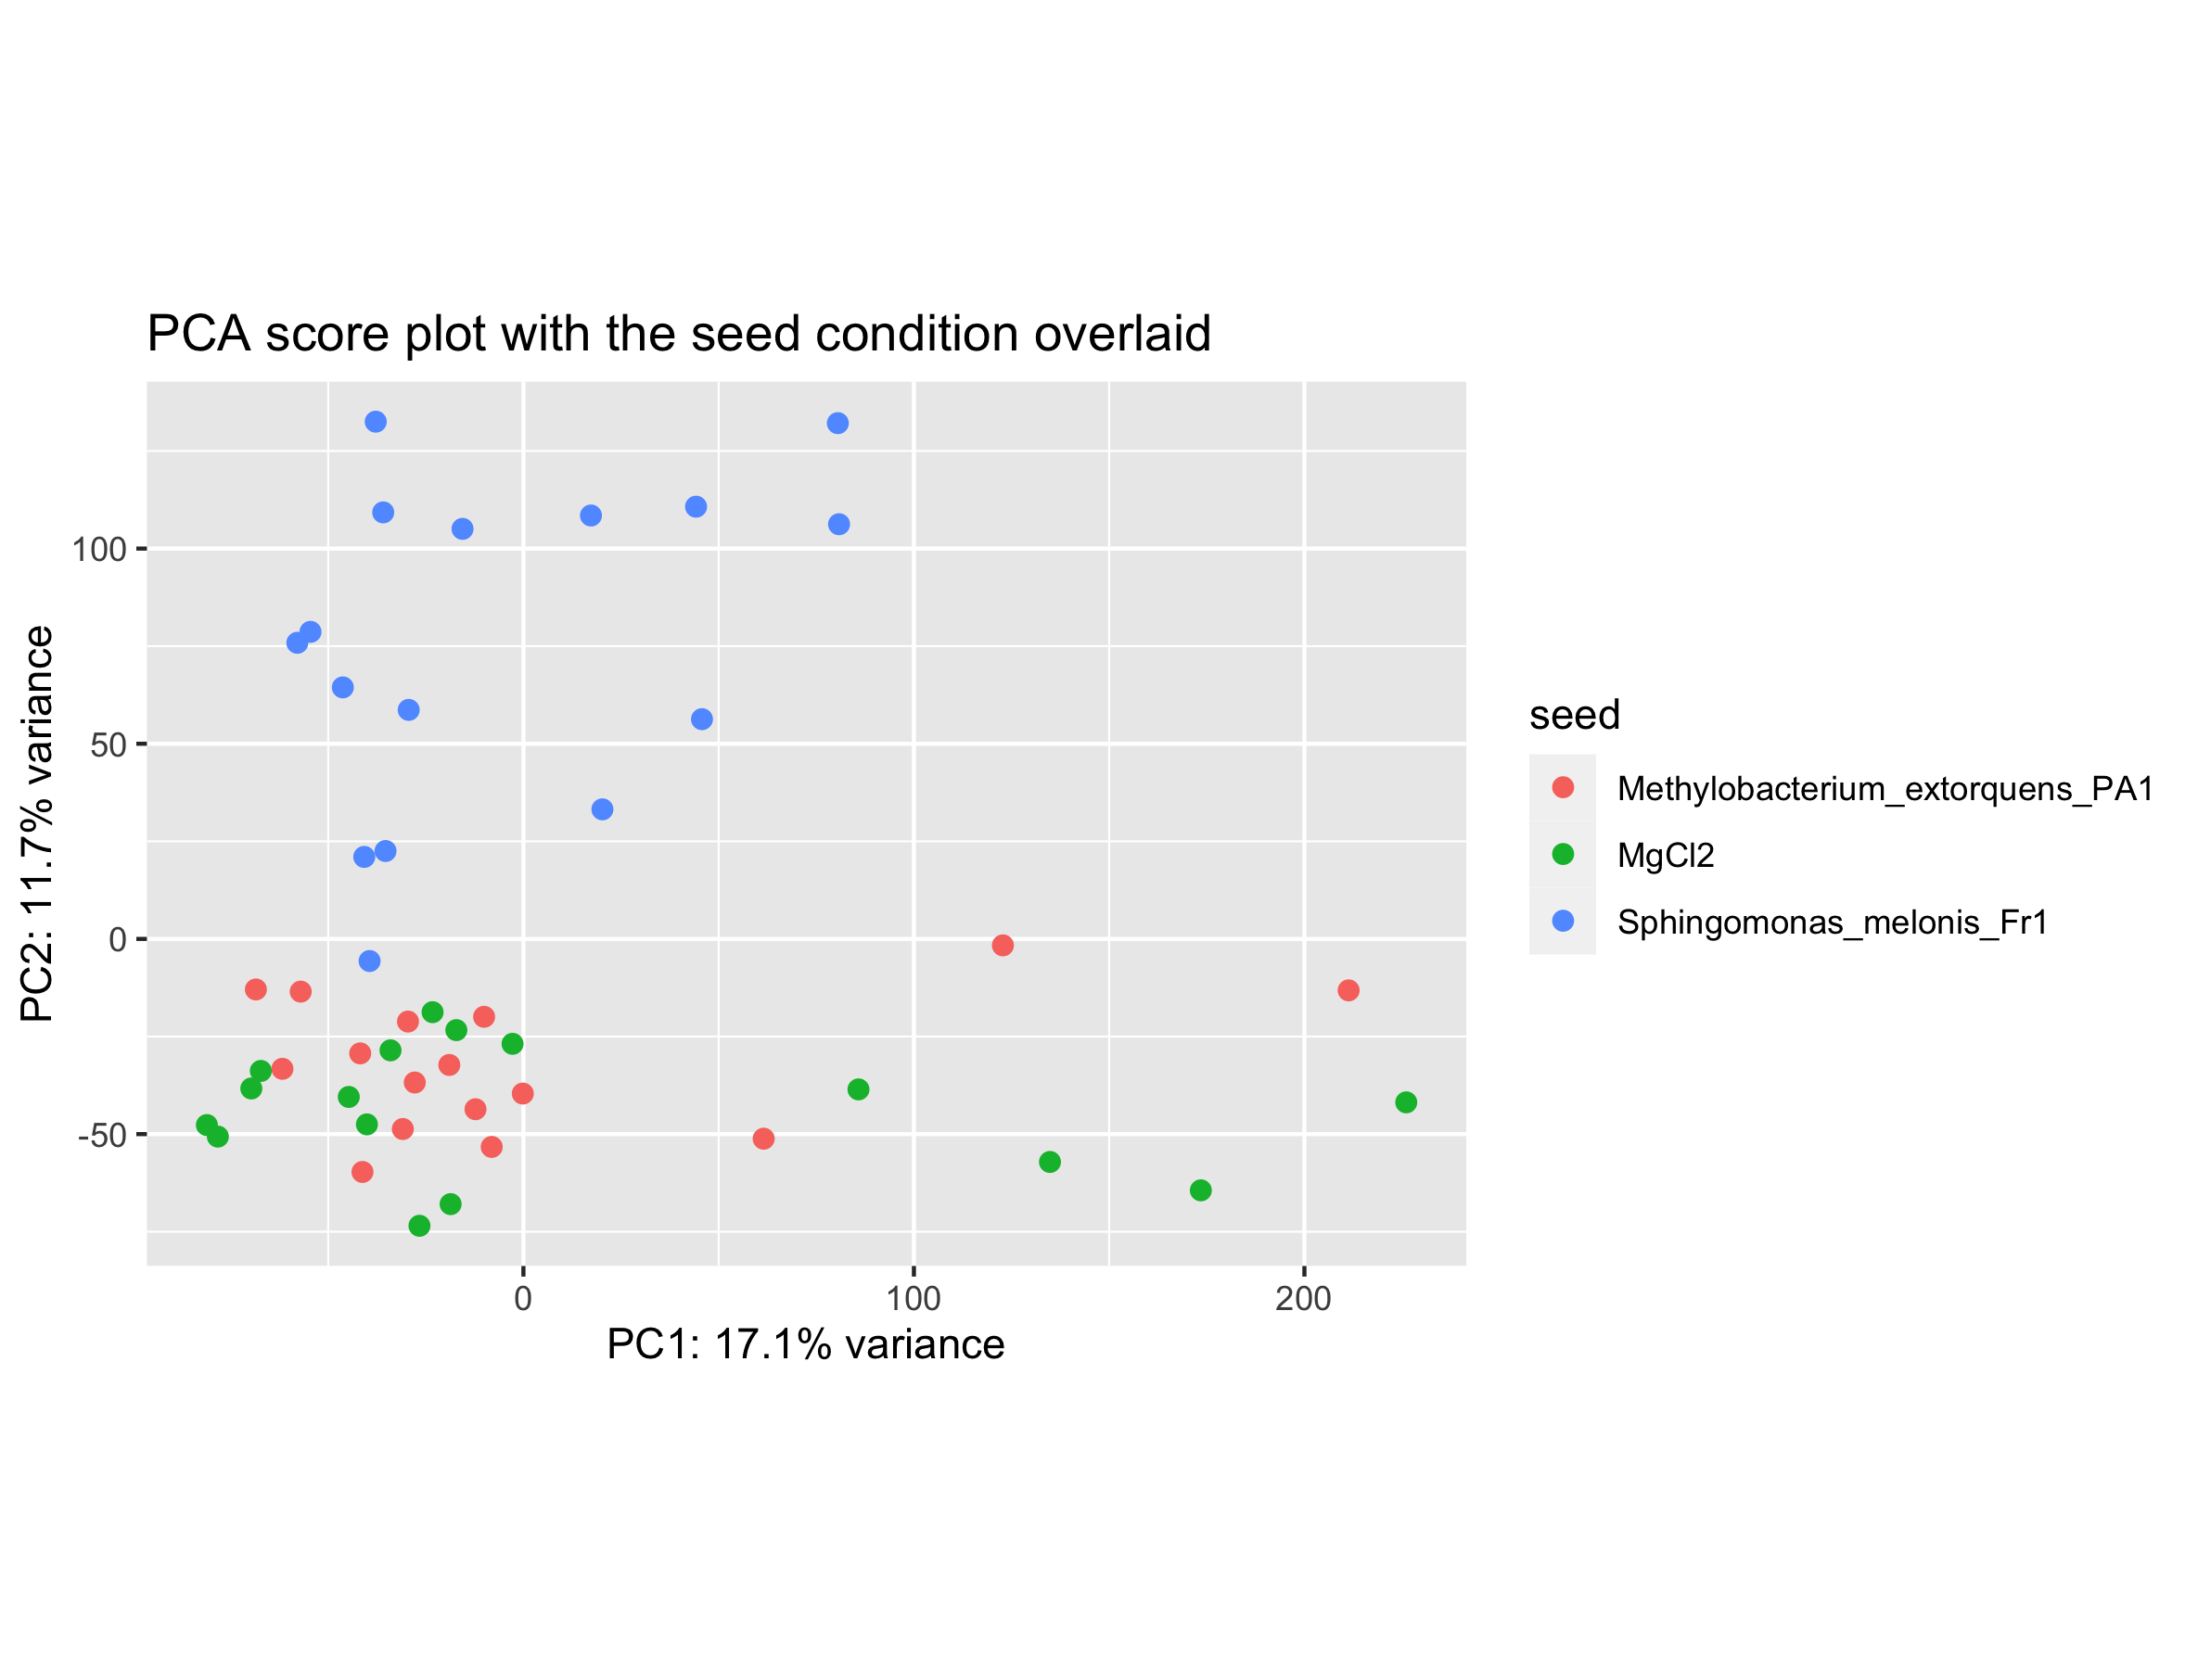 PCA score plot with the seed condition overlaid
PC2: 11.7% variance
100
50
0
-50
0
100
200
PC1: 17.1% variance
seed
Methylobacterium_extorquens_PA1
MgCl2
Sphingomonas_melonis_Fr1